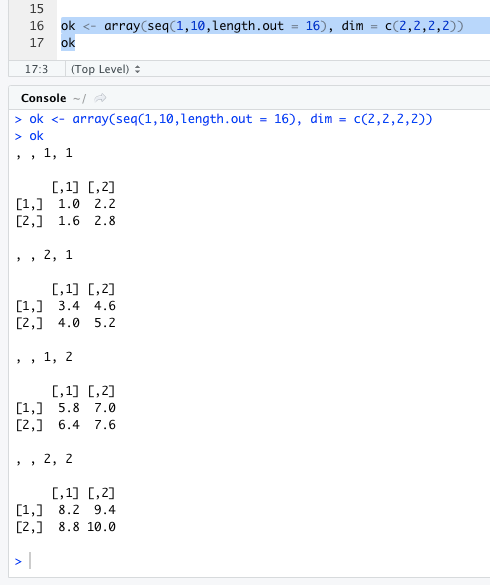 15
16 ok <- array(seq(1,10,length.out = 16), dim = c(2,2,2,2))
17 ok
17:3 (Top Level)
Console ~/
> ok <- array(seq(1,10,length.out = 16), dim = c(2,2,2,2))
> ok
, , 1, 1
[,1] [,2]
[1,] 1.0 2.2
[2,] 1.6 2.8
, , 2, 1
[,1] [,2]
[1,] 3.4 4.6
[2,] 4.0 5.2
, , 1, 2
[,1] [,2]
[1,] 5.8 7.0
[2,] 6.4 7.6
, , 2, 2
[,1] [,2]
[1,] 8.2 9.4
[2,] 8.8 10.0
>